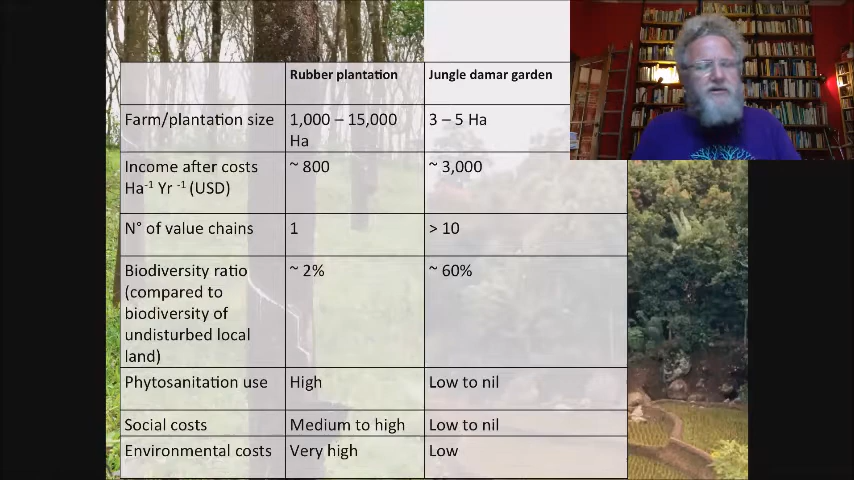 Rubber plantation Jungle damar garden
Farm/plantation size 1,000 – 15,000 3 – 5 Ha
Ha
Income after costs ~ 800 ~ 3,000
Ha-1 Yr -1 (USD)
N° of value chains 1 > 10
Biodiversity ratio ~ 2% ~ 60%
(compared to
biodiversity of
undisturbed local
land)
Phytosanitation use High Low to nil
Social costs Medium to high Low to nil
Environmental costs Very high Low